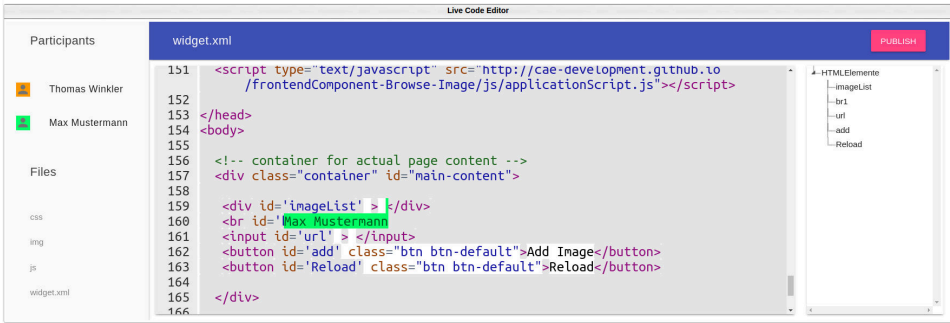 Live Code Editor
Participants
Thomas Winkler
Max Mustermann
Files
css
img
js
widget.xml
widget.xml
PUBLISH
151 <script type="text/javascript" src="http://cae-development.github.io
/frontendComponent-Browse-Image/js/applicationScript.js"></script>
152
153 </head>
154 <body>
155
156 <!-- container for actual page content -->
157 <div class="container" id="main-content">
158
159 <div id='imageList' > </div>
160 <br id='Max Mustermann
161 <input id='url' > </input>
162 <button id='add' class="btn btn-default">Add Image</button>
163 <button id='Reload' class="btn btn-default">Reload</button>
164
165 </div>
166
HTMLElemente
imageList
br1
url
add
Reload